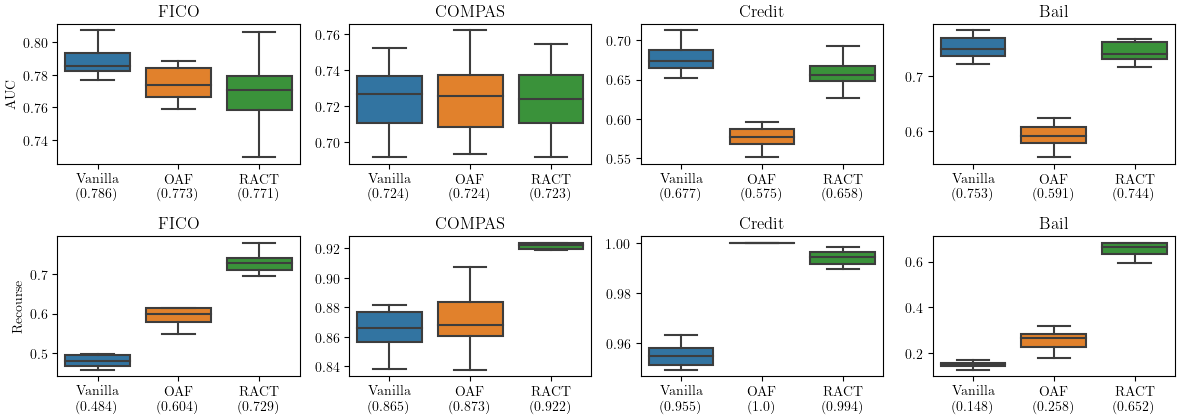 FICO
COMPAS
Credit
Bail
AUC
0.80
0.78
0.76
0.74
0.76
0.74
0.72
0.70
0.70
0.65
0.60
0.55
0.7
0.6
Vanilla OAF RACT
(0.786) (0.773) (0.771)
Vanilla OAF RACT
(0.724) (0.724) (0.723)
Vanilla OAF RACT
(0.677) (0.575) (0.658)
Vanilla OAF RACT
(0.753) (0.591) (0.744)
FICO
COMPAS
Credit
Bail
Recourse
0.7
0.6
0.5
0.92
0.90
0.88
0.86
0.84
1.00
0.98
0.96
0.6
0.4
0.2
Vanilla OAF RACT
(0.484) (0.604) (0.729)
Vanilla OAF RACT
(0.865) (0.873) (0.922)
Vanilla OAF RACT
(0.955) (1.0) (0.994)
Vanilla OAF RACT
(0.148) (0.258) (0.652)